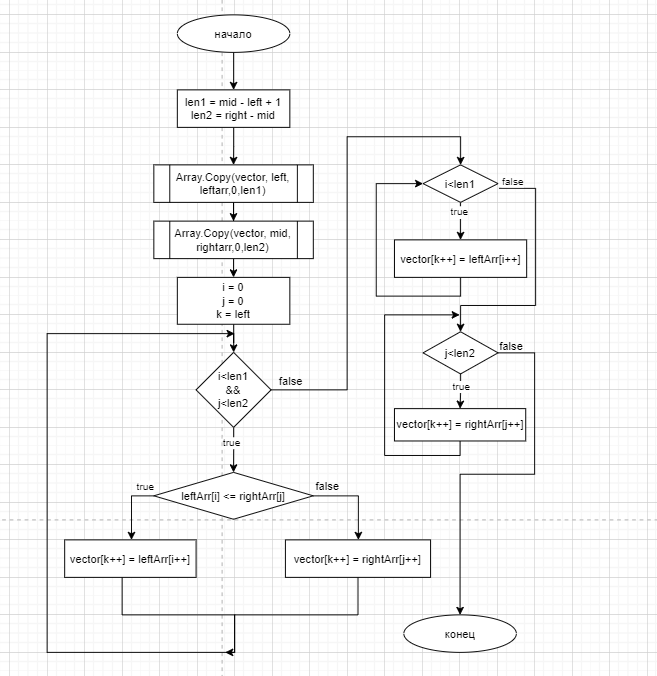 начало
len1 = mid - left + 1
len2 = right - mid
Array.Copy(vector, left,
leftarr,0,len1)
Array.Copy(vector, mid,
rightarr,0,len2)
i = 0
j = 0
k = left
i<len1
&&
j<len2
false
true
leftArr[i] <= rightArr[j]
true
false
vector[k++] = leftArr[i++]
vector[k++] = rightArr[j++]
i<len1
false
true
vector[k++] = leftArr[i++]
j<len2
false
true
vector[k++] = rightArr[j++]
конец